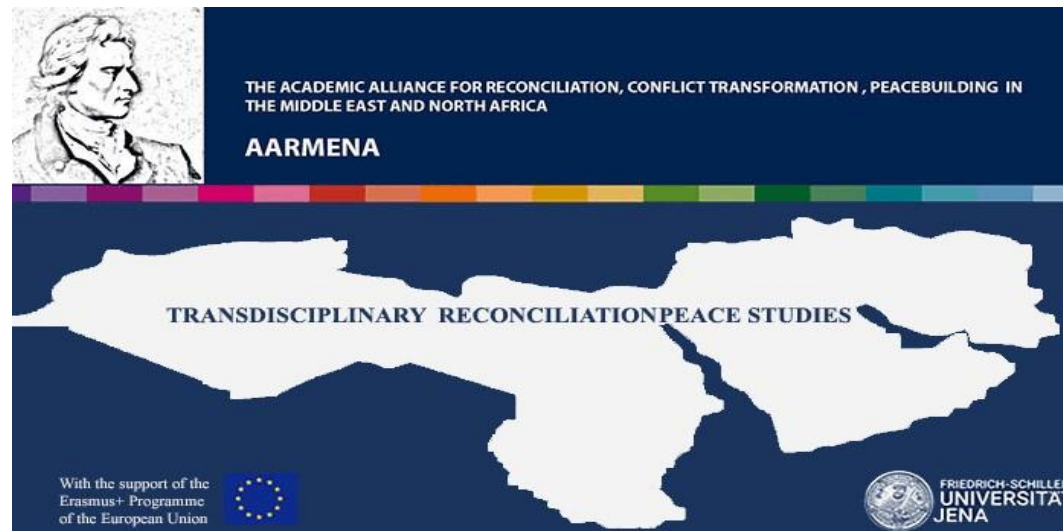 THE ACADEMIC ALLIANCE FOR RECONCILIATION, CONFLICT TRANSFORMATION , PEACEBUILDING IN
THE MIDDLE EAST AND NORTH AFRICA
AARMENA
TRANSDISCIPLINARY RECONCILIATIONPEACE STUDIES
With the support of the
Erasmus+ Programme
of the European Union
FRIEDRICH-SCHILLE
UNIVERSITÄT
JENA